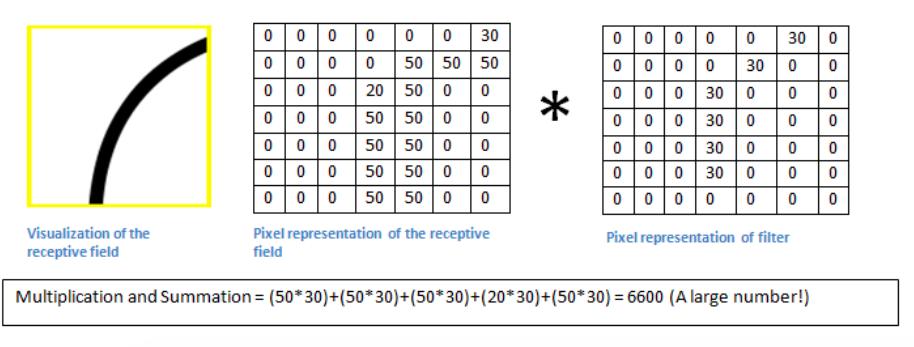 0 0 0 0 0 0 30
0 0 0 0 50 50 50
0 0 0 20 50 0 0
0 0 0 50 50 0 0
0 0 0 50 50 0 0
0 0 0 50 50 0 0
0 0 0 50 50 0 0
*
0 0 0 0 0 30 0
0 0 0 0 30 0 0
0 0 0 30 0 0 0
0 0 0 30 0 0 0
0 0 0 30 0 0 0
0 0 0 30 0 0 0
0 0 0 0 0 0 0
Visualization of the
receptive field
Pixel representation of the receptive
field
Pixel representation of filter
Multiplication and Summation = (50*30)+(50*30)+(50*30)+(20*30)+(50*30) = 6600 (A large number!)